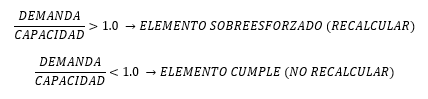 DEMANDA
CAPACIDAD > 1.0 → ELEMENTO SOBREESFORZADO (RECALCULAR)
DEMANDA
CAPACIDAD < 1.0 → ELEMENTO CUMPLE (NO RECALCULAR)